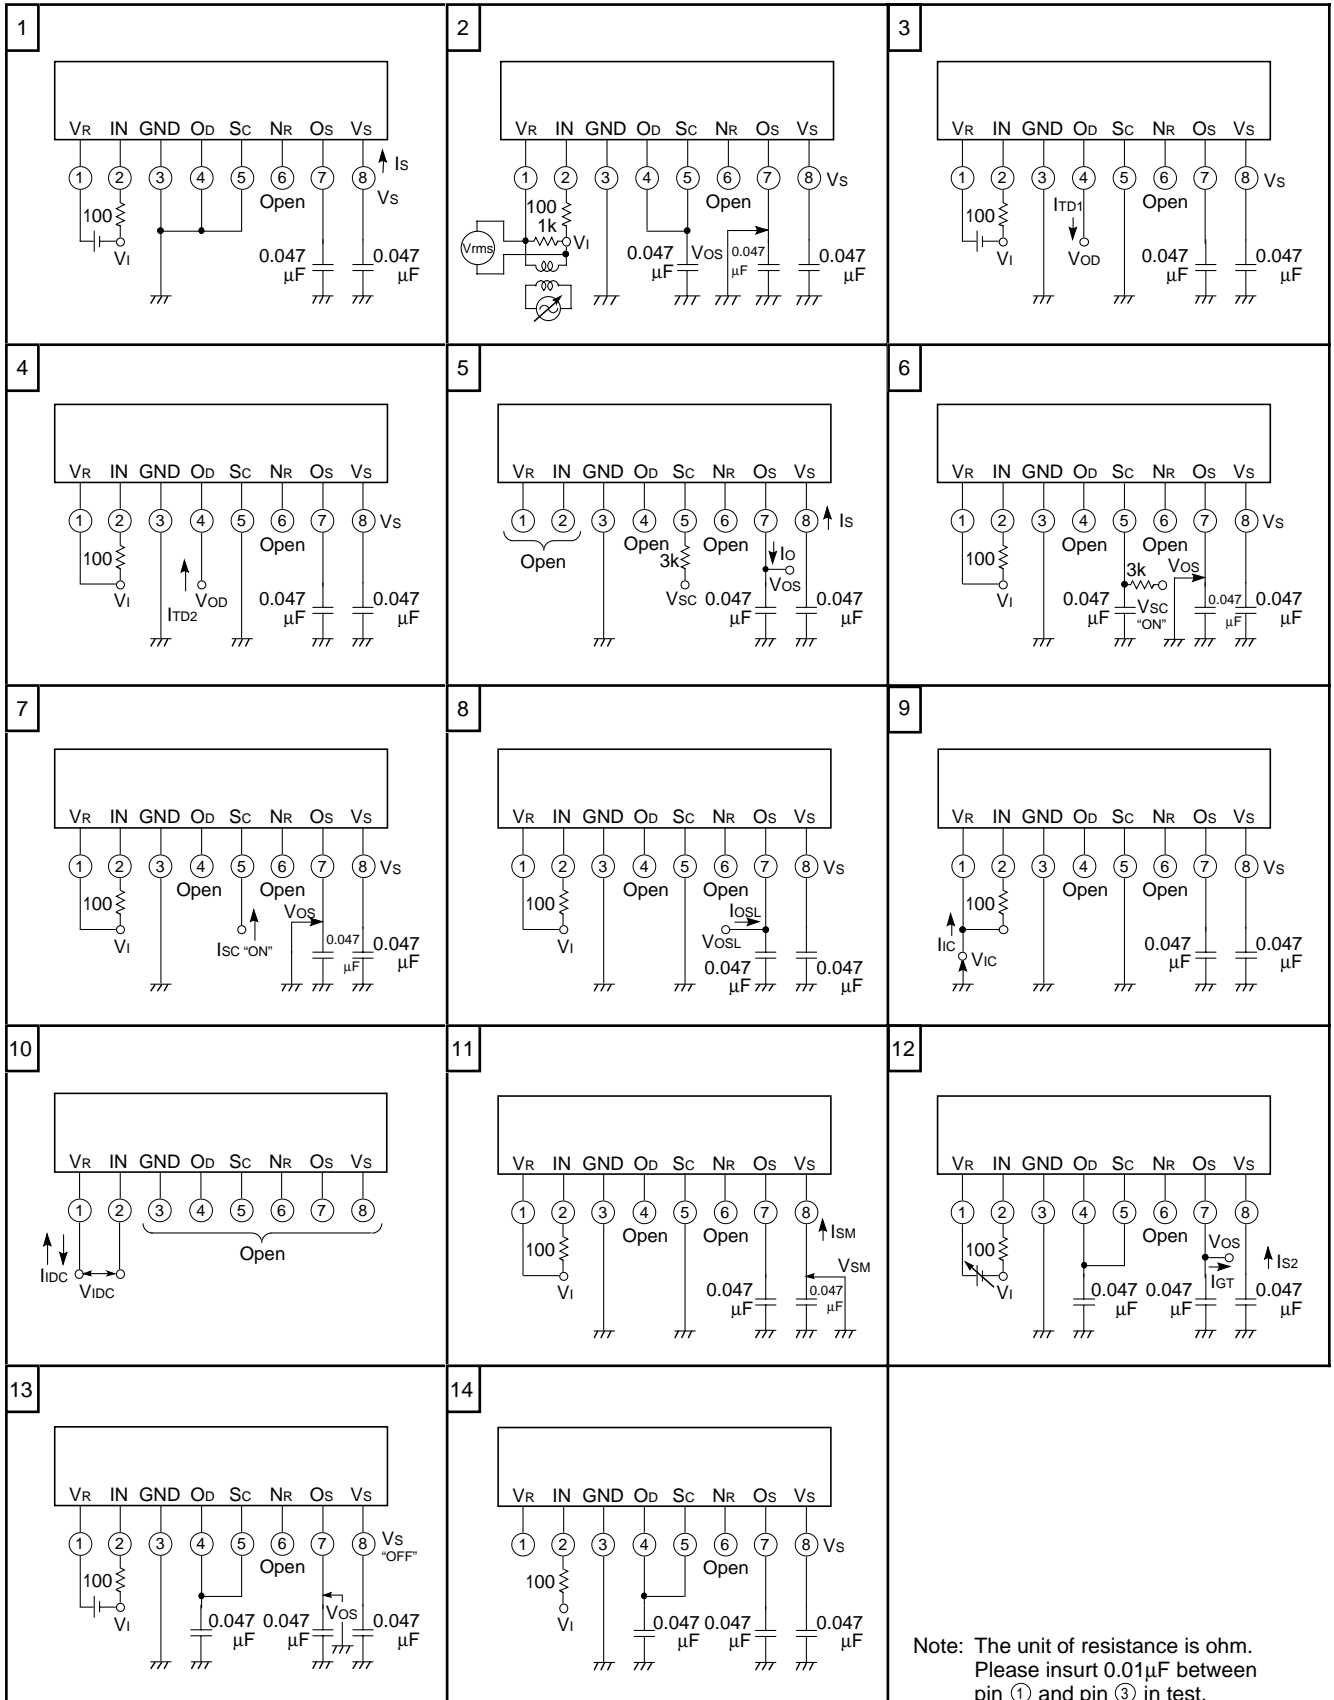 1
VR IN GND OD SC NR OS VS
IS
1 2 3 4 5 6 7 8
VS
Open
100
VI
0.047 µF
0.047 µF
2
VR IN GND OD SC NR OS VS
1 2 3 4 5 6 7 8 VS
Open
100
1k
Vrms
VI
0.047 µF
VOS
0.047 µF
0.047 µF
3
VR IN GND OD SC NR OS VS
1 2 3 4 5 6 7 8 VS
Open
100
ITD1
VI
VOD
0.047 µF
0.047 µF
4
VR IN GND OD SC NR OS VS
1 2 3 4 5 6 7 8 VS
Open
100
VI
ITD2
VOD
0.047 µF
0.047 µF
5
VR IN GND OD SC NR OS VS
1 2 3 4 5 6 7 8 IS
Open
Open
Open
3k
IO
VOS
VSC
0.047 µF
0.047 µF
6
VR IN GND OD SC NR OS VS
1 2 3 4 5 6 7 8 VS
Open
100
3k
VOS
VI
0.047 µF
VSC
“ON”
0.047 µF
0.047 µF
7
VR IN GND OD SC NR OS VS
1 2 3 4 5 6 7 8 VS
Open
Open
100
VOS
VI
ISC “ON”
0.047 µF
0.047 µF
8
VR IN GND OD SC NR OS VS
1 2 3 4 5 6 7 8 VS
Open
Open
100
IOSL
VI
VOSL
0.047 µF
0.047 µF
9
VR IN GND OD SC NR OS VS
1 2 3 4 5 6 7 8 VS
Open
Open
100
IIC
VIC
0.047 µF
0.047 µF
10
VR IN GND OD SC NR OS VS
1 2 3 4 5 6 7 8
Open
IIDC
VIDC
11
VR IN GND OD SC NR OS VS
1 2 3 4 5 6 7 8 ISM
Open
Open
100
VI
VSM
0.047 µF
0.047 µF
12
VR IN GND OD SC NR OS VS
1 2 3 4 5 6 7 8
Open
100
VOS
IGT
IS2
VI
0.047 µF
0.047 µF
0.047 µF
13
VR IN GND OD SC NR OS VS
1 2 3 4 5 6 7 8 VS
“OFF”
Open
100
VI
0.047 µF
0.047 µF
VOS
0.047 µF
14
VR IN GND OD SC NR OS VS
1 2 3 4 5 6 7 8 VS
Open
100
VI
0.047 µF
0.047 µF
0.047 µF
Note: The unit of resistance is ohm.
Please insurt 0.01µF between
pin ① and pin ③ in test.